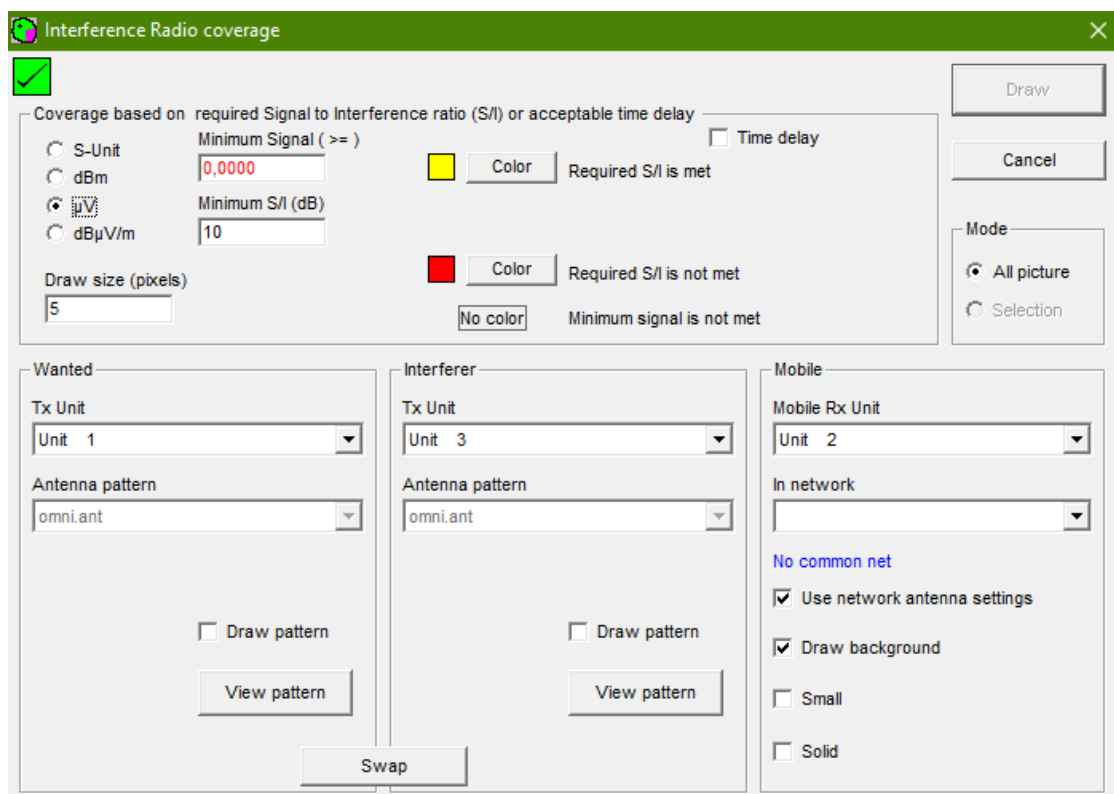 Interference Radio coverage
Draw
Coverage based on required Signal to Interference ratio (S/I) or acceptable time delay
S-Unit
Minimum Signal ( >= )
Time delay
dBm
0,0000
Color
Required S/I is met
Cancel
µV
Minimum S/I (dB)
dBµV/m
10
Mode
Draw size (pixels)
Color
Required S/I is not met
All picture
5
No color
Minimum signal is not met
Selection
Wanted
Tx Unit
Unit 1
Antenna pattern
omni.ant
Draw pattern
View pattern
Interferer
Tx Unit
Unit 3
Antenna pattern
omni.ant
Draw pattern
View pattern
Swap
Mobile
Mobile Rx Unit
Unit 2
In network
No common net
Use network antenna settings
Draw background
Small
Solid